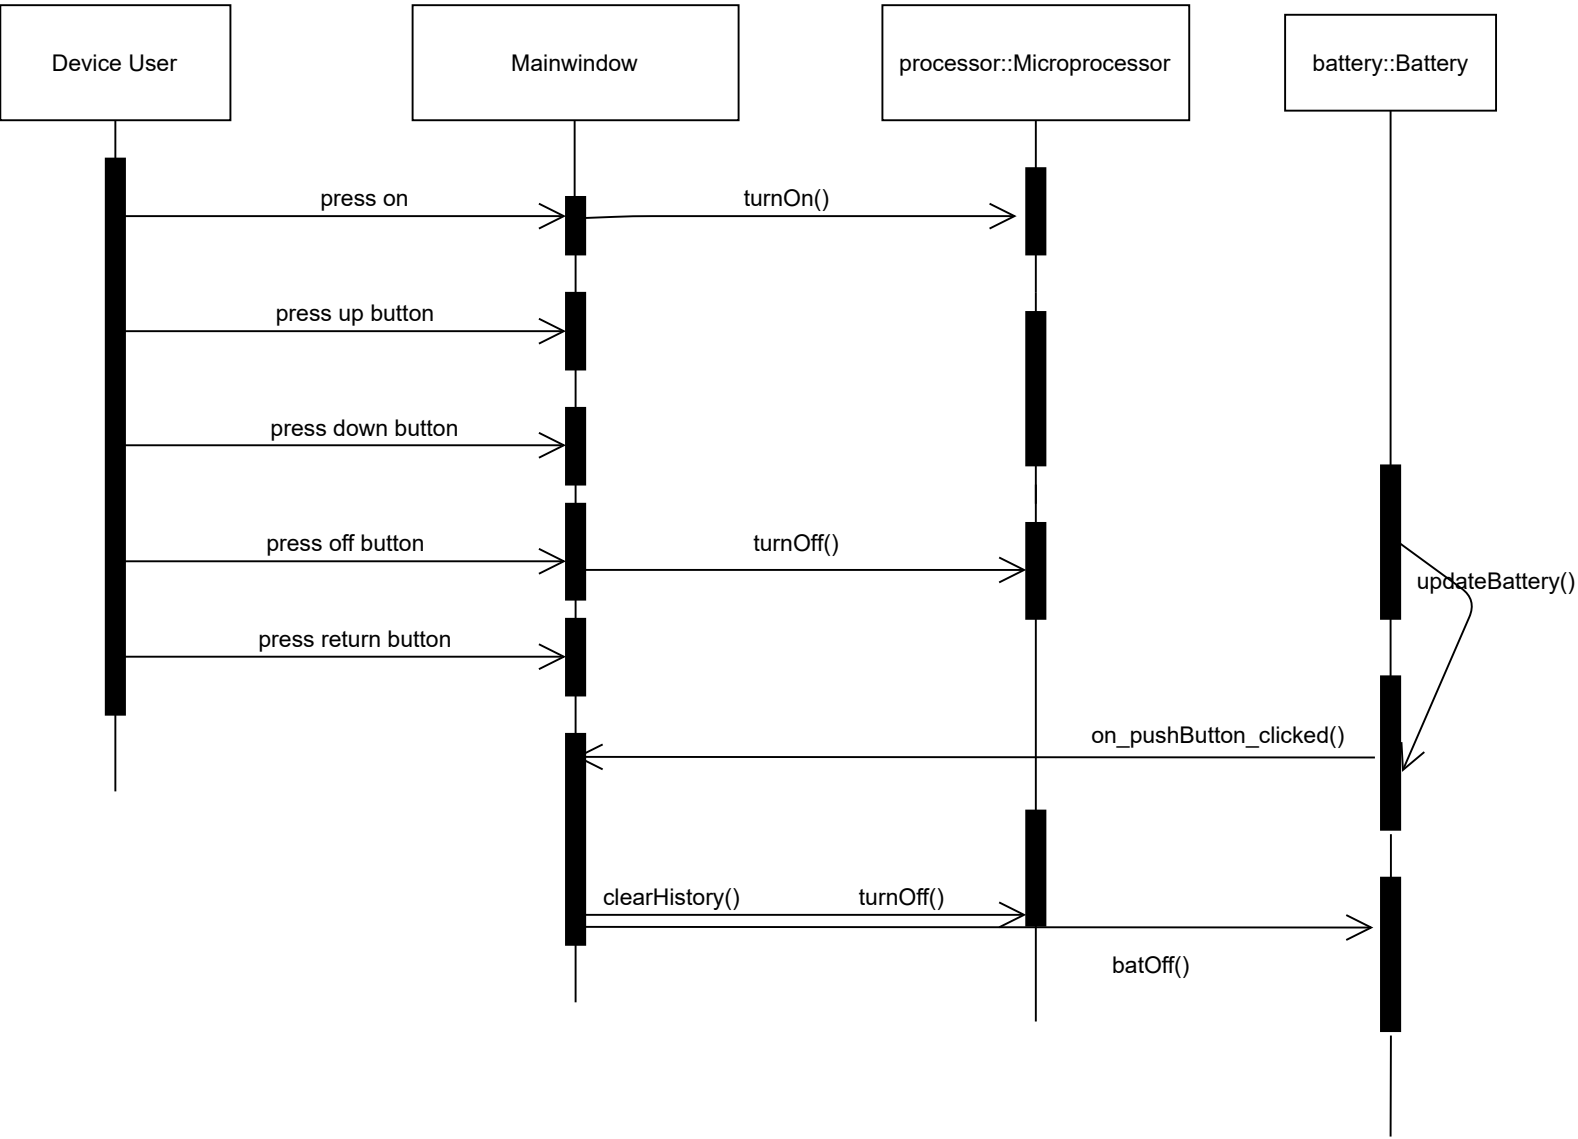 Device User
Mainwindow
processor::Microprocessor
battery::Battery
press on
turnOn()
press up button
press down button
press off button
turnOff()
updateBattery()
press return button
on_pushButton_clicked()
clearHistory()
turnOff()
batOff()